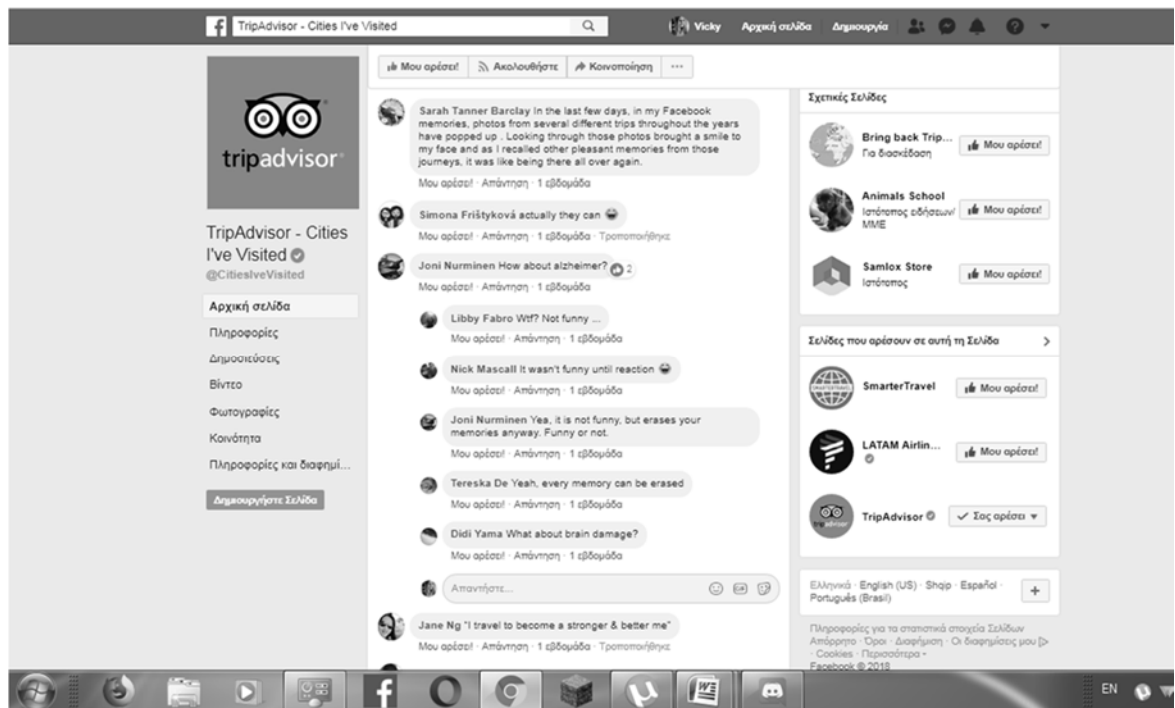 TripAdvisor - Cities I've Visited
Vicky
Αρχική σελίδα
Δημιουργία
tripadvisor
TripAdvisor - Cities
I've Visited
@CitiesIveVisited
Αρχική σελίδα
Πληροφορίες
Δημοσιεύσεις
Βίντεο
Φωτογραφίες
Κοινότητα
Πληροφορίες και διαφημί...
Δημιουργήστε Σελίδα
Μου αρέσει! Ακολουθήστε Κοινοποίηση ...
Sarah Tanner Barclay In the last few days, in my Facebook
memories, photos from several different trips throughout the years
have popped up . Looking through those photos brought a smile to
my face and as I recalled other pleasant memories from those
journeys, it was like being there all over again.
Μου αρέσει! · Απάντηση · 1 εβδομάδα
Simona Frištyková actually they can
Μου αρέσει! · Απάντηση · 1 εβδομάδα · Τροποποιήθηκε
Joni Nurminen How about alzheimer? 2
Μου αρέσει! · Απάντηση · 1 εβδομάδα
Libby Fabro Wtf? Not funny ...
Μου αρέσει! · Απάντηση · 1 εβδομάδα
Nick Mascall It wasn't funny until reaction
Μου αρέσει! · Απάντηση · 1 εβδομάδα
Joni Nurminen Yea, it is not funny, but erases your
memories anyway. Funny or not.
Μου αρέσει! · Απάντηση · 1 εβδομάδα
Tereska De Yeah, every memory can be erased
Μου αρέσει! · Απάντηση · 1 εβδομάδα
Didi Yama What about brain damage?
Μου αρέσει! · Απάντηση · 1 εβδομάδα
Απαντήστε...
GIF
Jane Ng "I travel to become a stronger & better me"
Μου αρέσει! · Απάντηση · 1 εβδομάδα · Τροποποιήθηκε
Σχετικές Σελίδες
Bring back Trip...
Για διασκέδαση
Μου αρέσει!
Animals School
Ιστότοπος ειδήσεων/
ΜΜΕ
Μου αρέσει!
Samlox Store
Ιστότοπος
Μου αρέσει!
Σελίδες που αρέσουν σε αυτή τη Σελίδα
SmarterTravel
Μου αρέσει!
LATAM Airlin...
Μου αρέσει!
TripAdvisor
Σας αρέσει
Ελληνικά · English (US) · Shqip · Español ·
Português (Brasil)
Πληροφορίες για τα στατιστικά στοιχεία Σελίδων
Απόρρητο · Όροι · Διαφήμιση · Οι διαφημίσεις μου
· Cookies · Περισσότερα
Facebook © 2018
EN